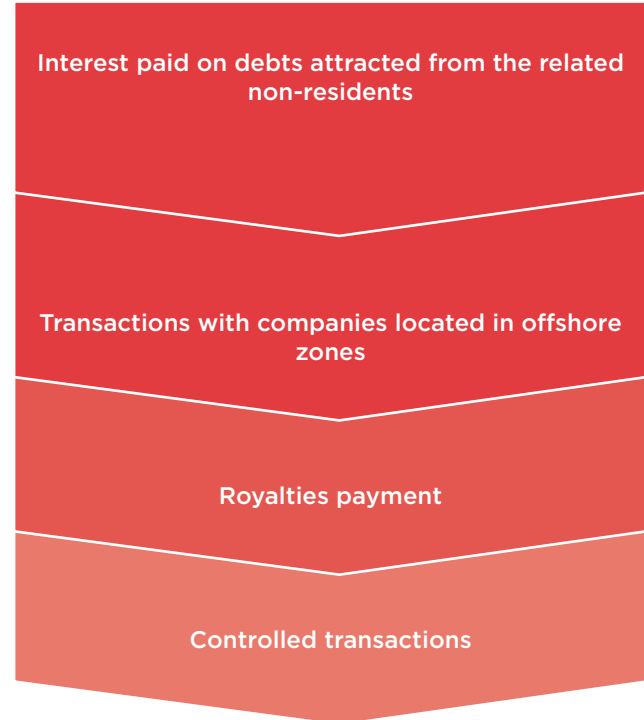 Interest paid on debts attracted from the related
non-residents
Transactions with companies located in offshore
zones
Royalties payment
Controlled transactions